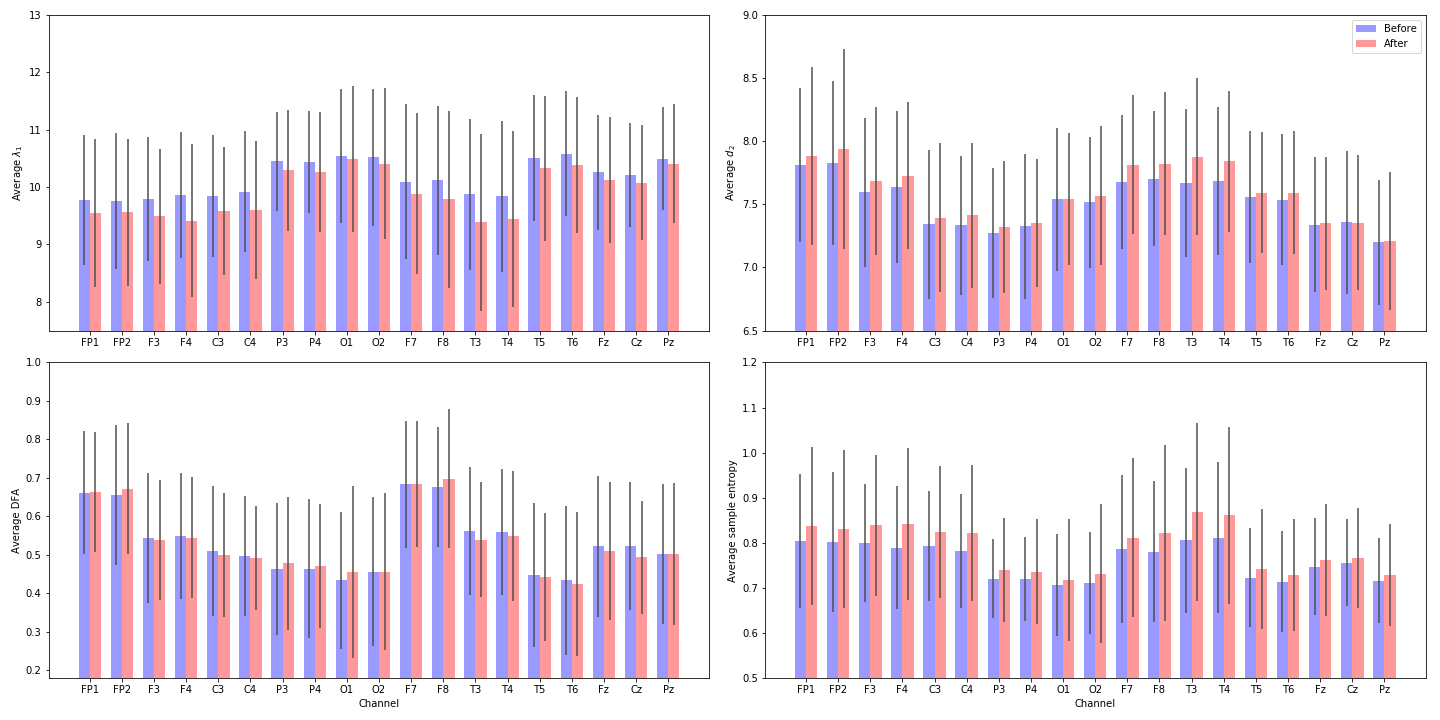 13
12
11
10
9
8
Average λ₁
FP1 FP2 F3 F4 C3 C4 P3 P4 O1 O2 F7 F8 T3 T4 T5 T6 Fz Cz Pz
9.0
8.5
8.0
7.5
7.0
6.5
Average d₂
Before
After
FP1 FP2 F3 F4 C3 C4 P3 P4 O1 O2 F7 F8 T3 T4 T5 T6 Fz Cz Pz
1.0
0.9
0.8
0.7
0.6
0.5
0.4
0.3
0.2
Average DFA
FP1 FP2 F3 F4 C3 C4 P3 P4 O1 O2 F7 F8 T3 T4 T5 T6 Fz Cz Pz
Channel
1.2
1.1
1.0
0.9
0.8
0.7
0.6
0.5
Average sample entropy
FP1 FP2 F3 F4 C3 C4 P3 P4 O1 O2 F7 F8 T3 T4 T5 T6 Fz Cz Pz
Channel